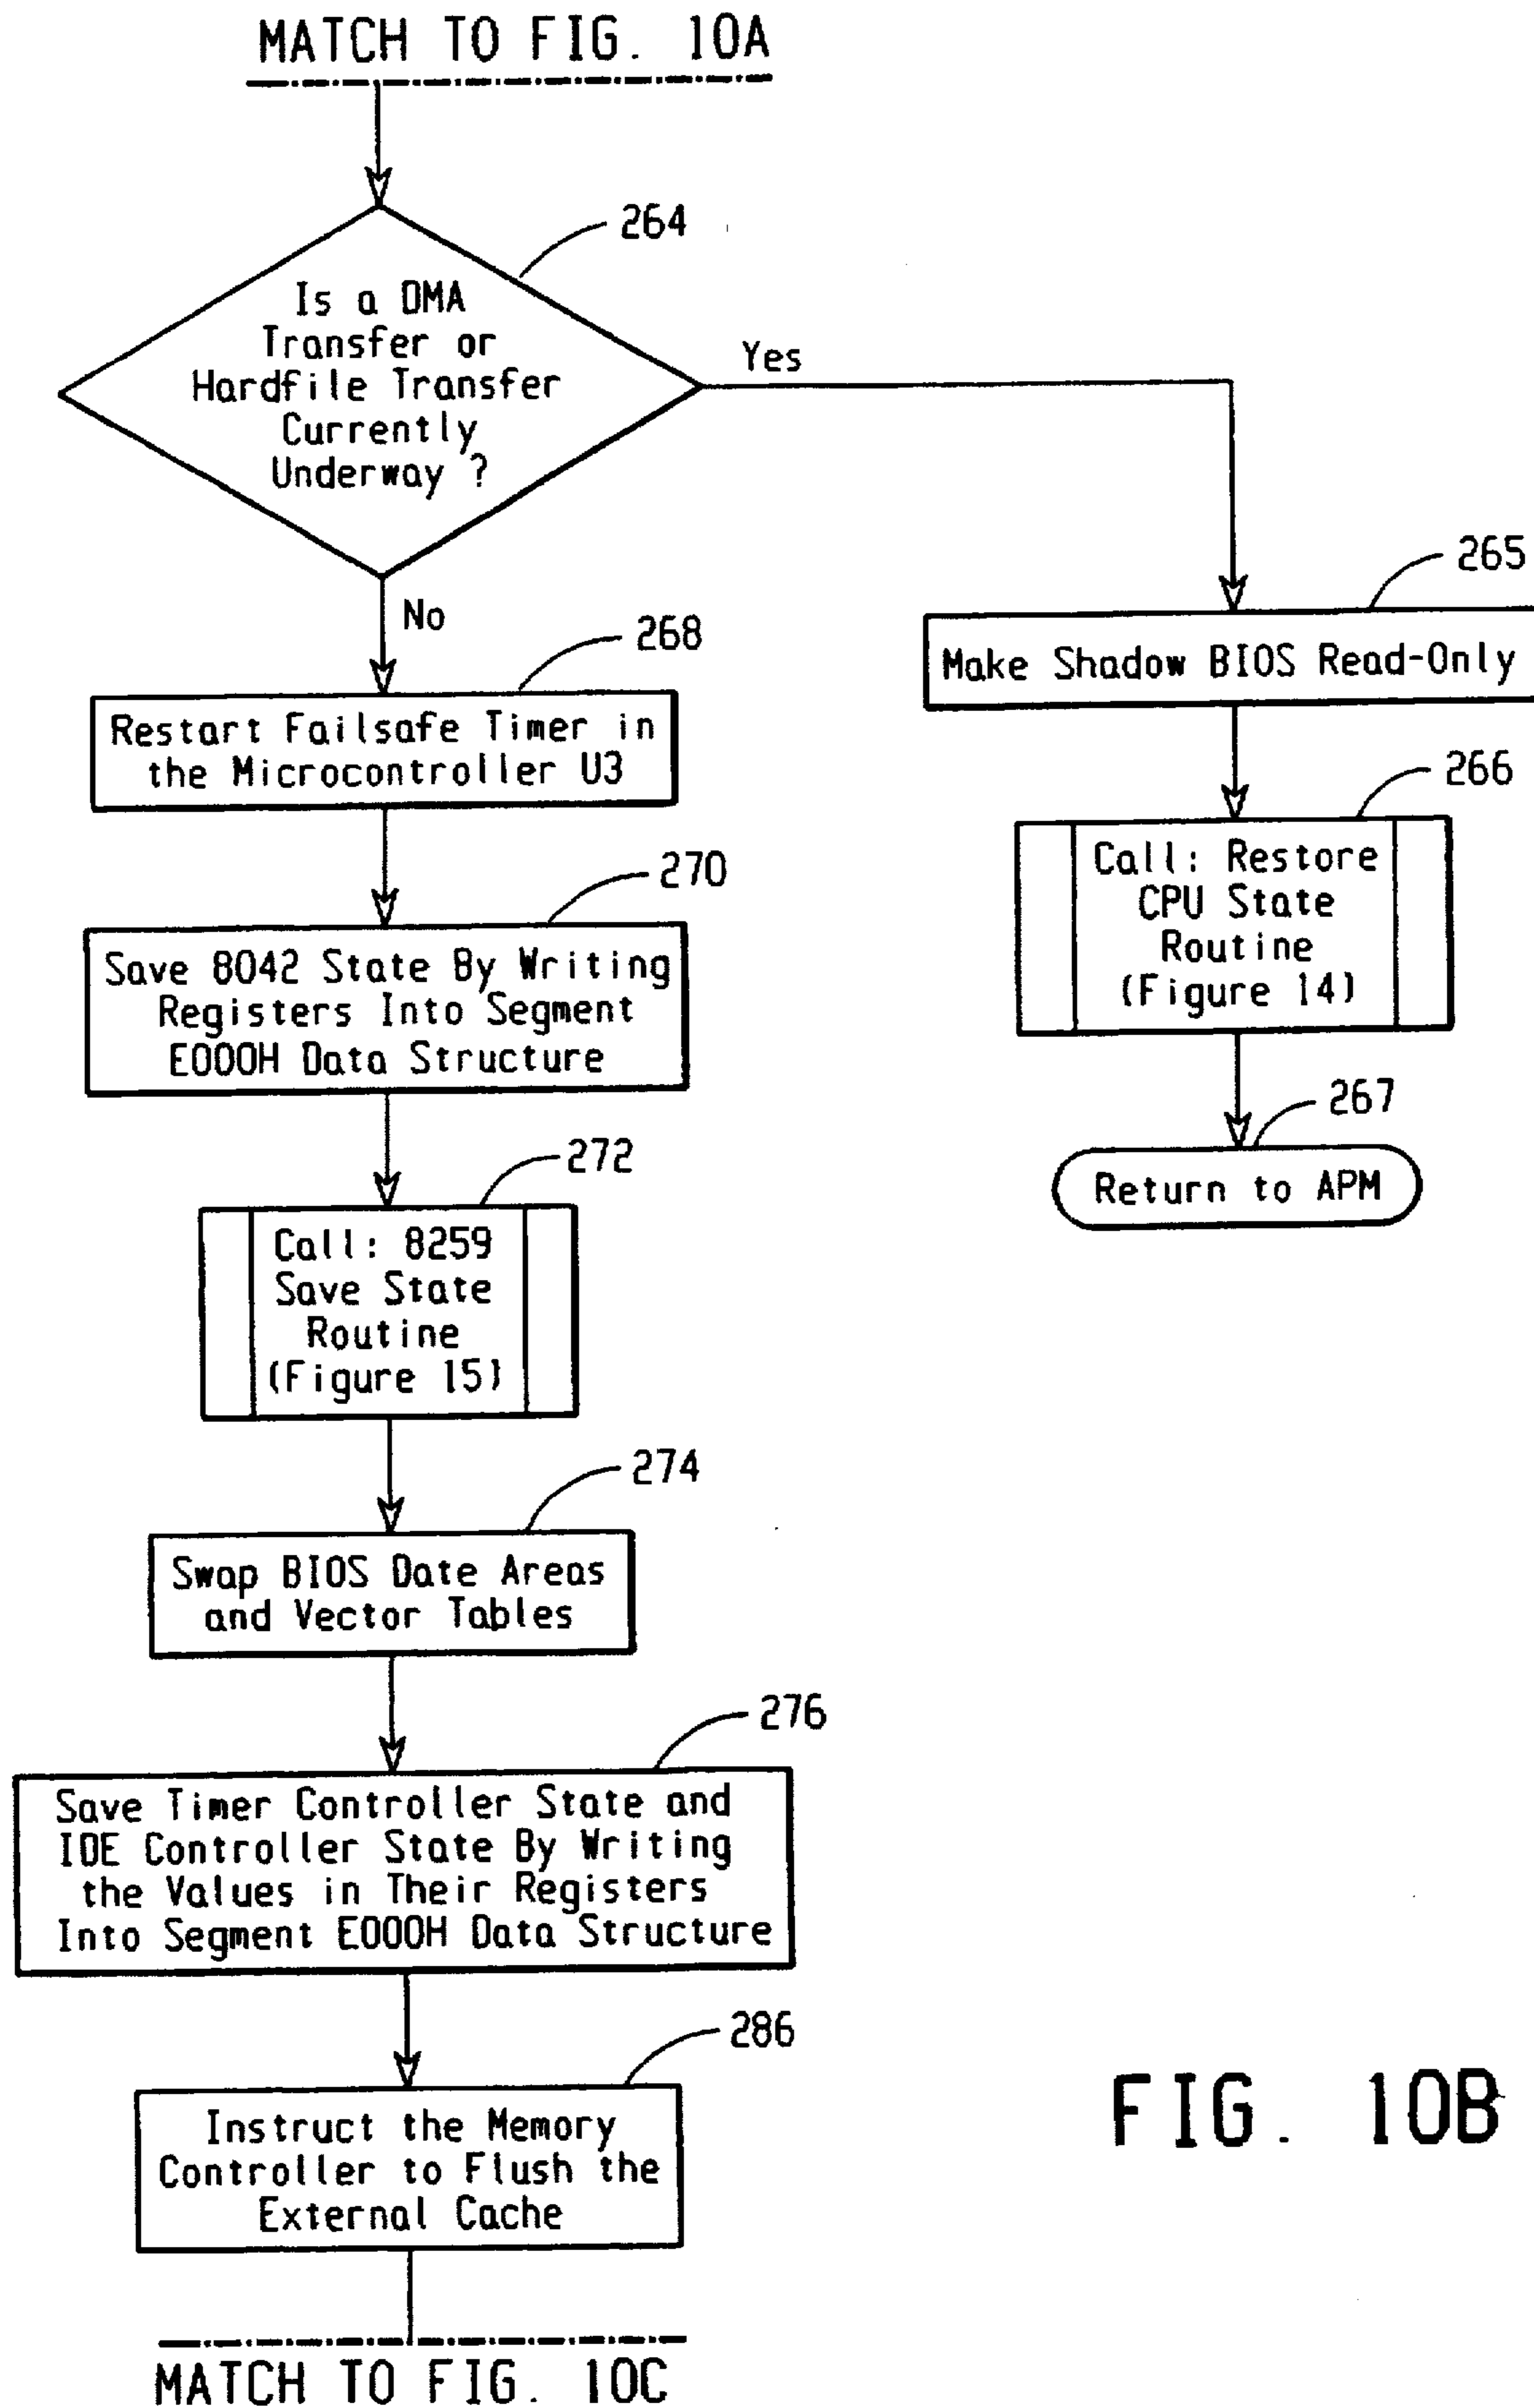 MATCH TO FIG. 10A
264
Is a DMA
Transfer or
Hardfile Transfer
Currently
Underway ?
Yes
No
265
Make Shadow BIOS Read-Only
266
Call: Restore
CPU State
Routine
(Figure 14)
267
Return to APM
268
Restart Failsafe Timer in
the Microcontroller U3
270
Save 8042 State By Writing
Registers Into Segment
E000H Data Structure
272
Call: 8259
Save State
Routine
(Figure 15)
274
Swap BIOS Date Areas
and Vector Tables
276
Save Timer Controller State and
IDE Controller State By Writing
the Values in Their Registers
Into Segment E000H Data Structure
286
Instruct the Memory
Controller to Flush the
External Cache
MATCH TO FIG. 10C
FIG. 10B